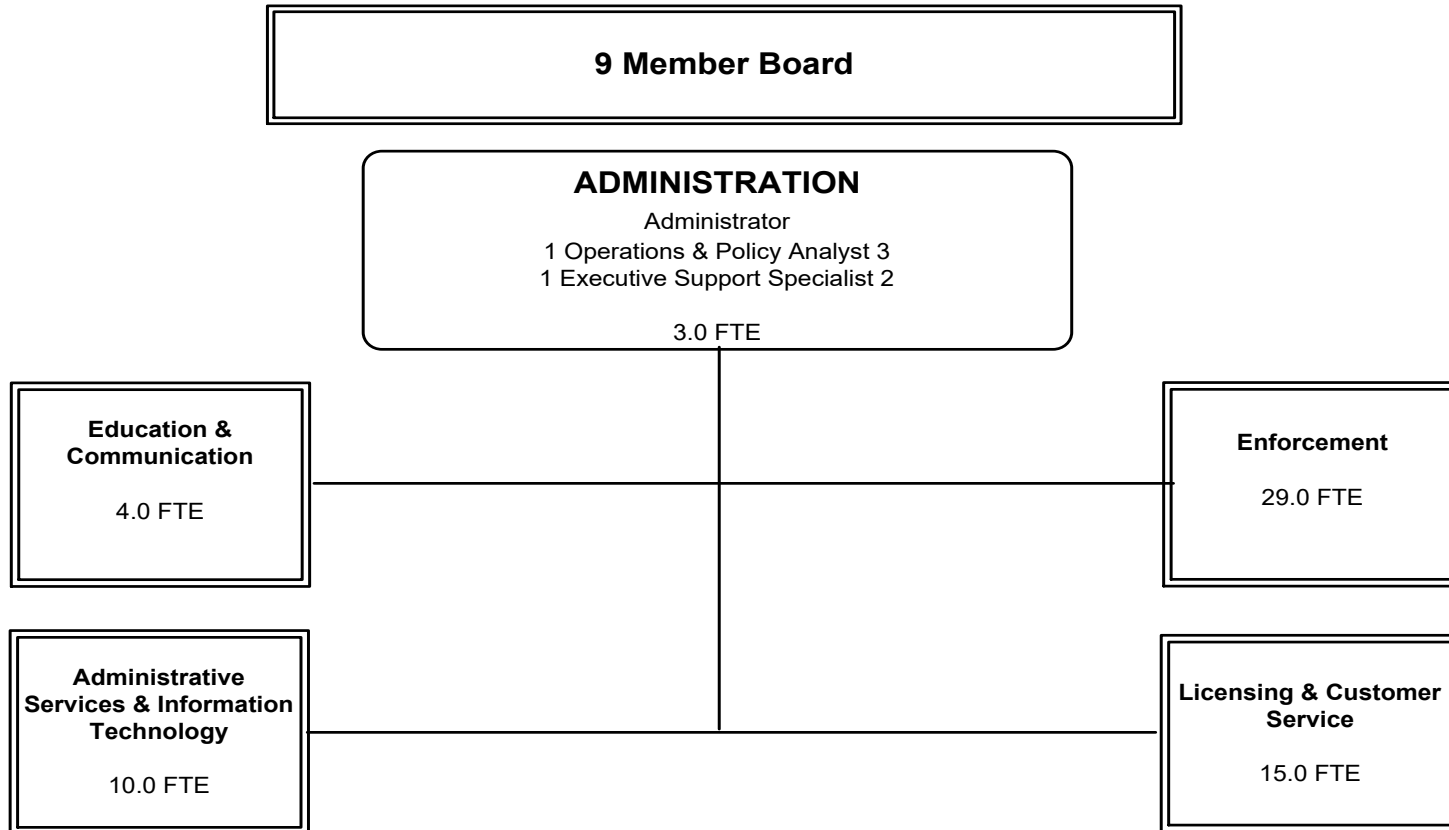 9 Member Board
ADMINISTRATION
Administrator
1 Operations & Policy Analyst 3
1 Executive Support Specialist 2
3.0 FTE
Education &
Communication
4.0 FTE
Enforcement
29.0 FTE
Administrative
Services & Information
Technology
10.0 FTE
Licensing & Customer
Service
15.0 FTE